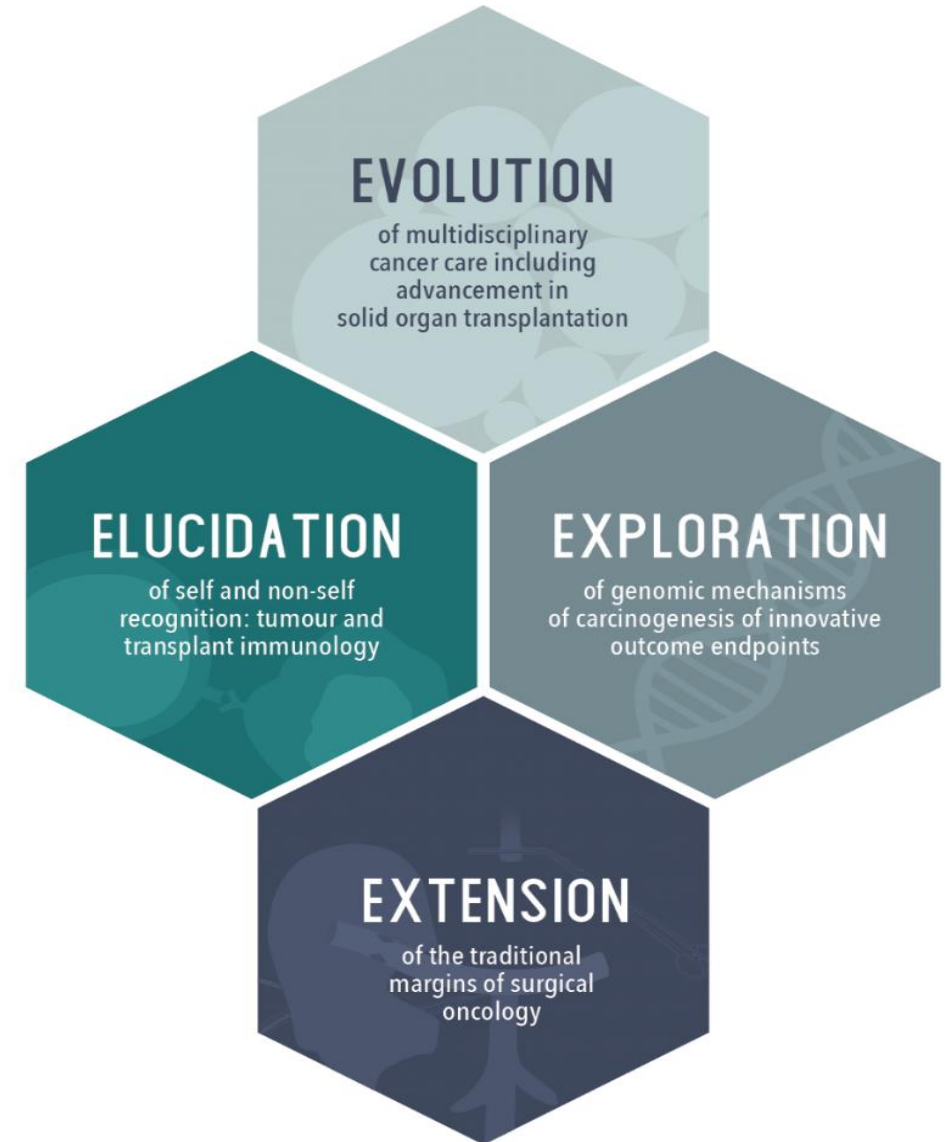 EVOLUTION
of multidisciplinary
cancer care including
advancement in
solid organ transplantation
ELUCIDATION
of self and non-self
recognition: tumour and
transplant immunology
EXPLORATION
of genomic mechanisms
of carcinogenesis of innovative
outcome endpoints
EXTENSION
of the traditional
margins of surgical
oncology